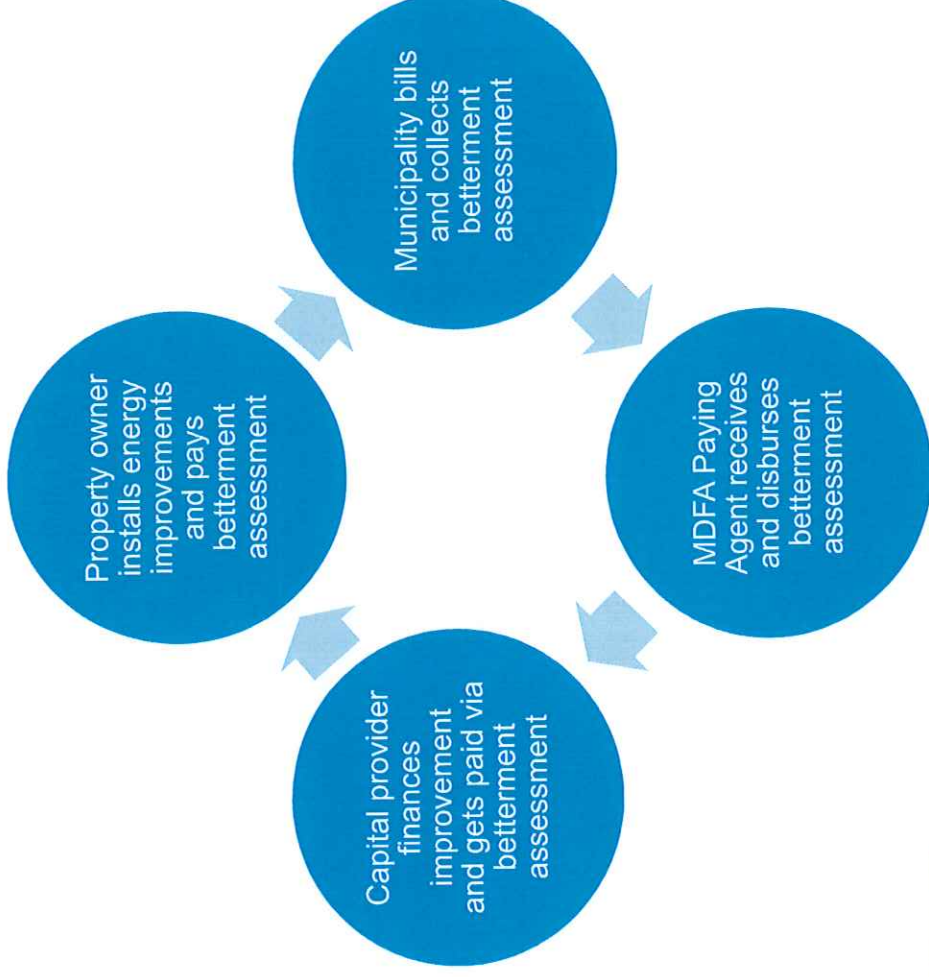 Property owner
installs energy
improvements
and pays
betterment
assessment
Municipality bills
and collects
betterment
assessment
MDFA Paying
Agent receives
and disburses
betterment
assessment
Capital provider
finances
improvement
and gets paid via
betterment
assessment